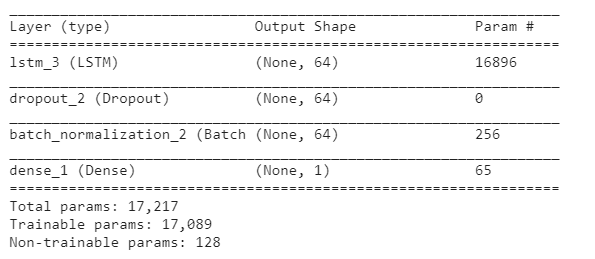 _________________________________________________________________
Layer (type)                 Output Shape              Param #
=================================================================
lstm_3 (LSTM)                (None, 64)                16896
_________________________________________________________________
dropout_2 (Dropout)          (None, 64)                0
_________________________________________________________________
batch_normalization_2 (Batch (None, 64)                256
_________________________________________________________________
dense_1 (Dense)              (None, 1)                 65
=================================================================
Total params: 17,217
Trainable params: 17,089
Non-trainable params: 128